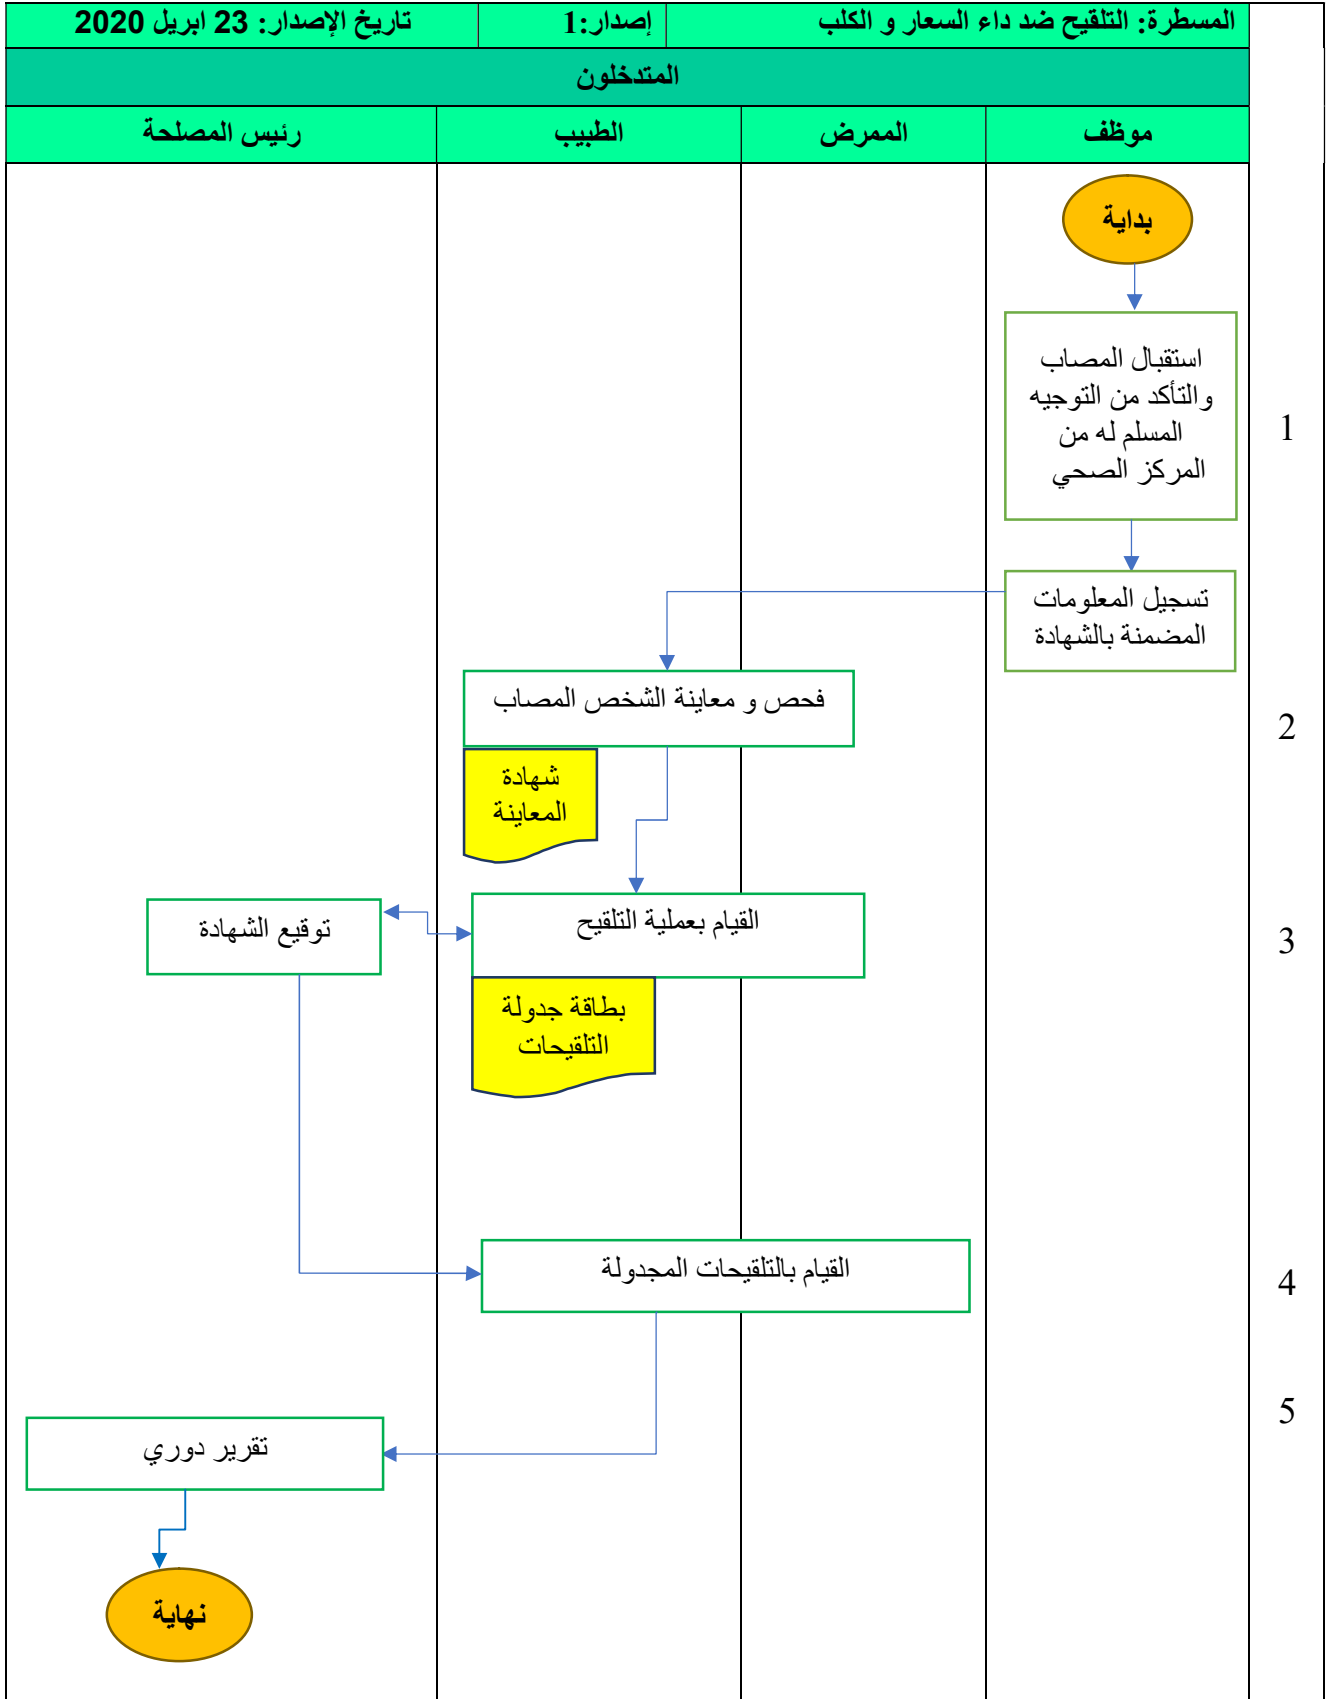 المسطرة: التلقيح ضد داء السعار و الكلب
إصدار:1
تاريخ الإصدار: 23 ابريل 2020
المتدخلون
موظف
الممرض
الطبيب
رئيس المصلحة
بداية
استقبال المصاب
والتأكد من التوجيه
المسلم له من
المركز الصحي
1
تسجيل المعلومات
المضمنة بالشهادة
فحص و معاينة الشخص المصاب
2
شهادة
المعاينة
القيام بعملية التلقيح
توقيع الشهادة
3
بطاقة جدولة
التلقيحات
القيام بالتلقيحات المجدولة
4
5
تقرير دوري
نهاية